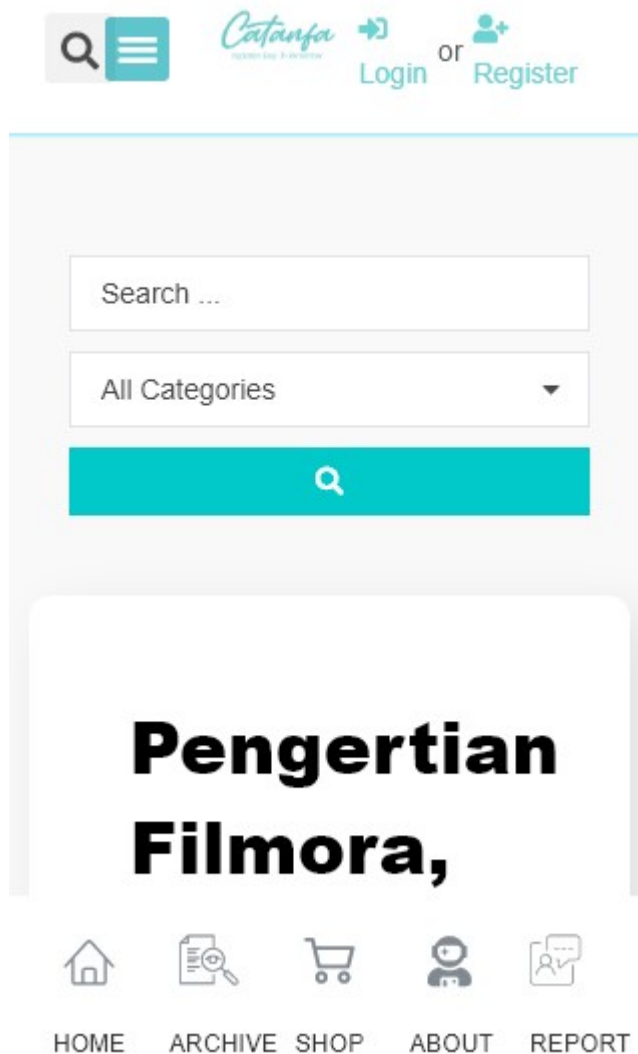 Catanfa
Login or Register
Search ...
All Categories
Pengertian
Filmora,
HOME ARCHIVE SHOP ABOUT REPORT